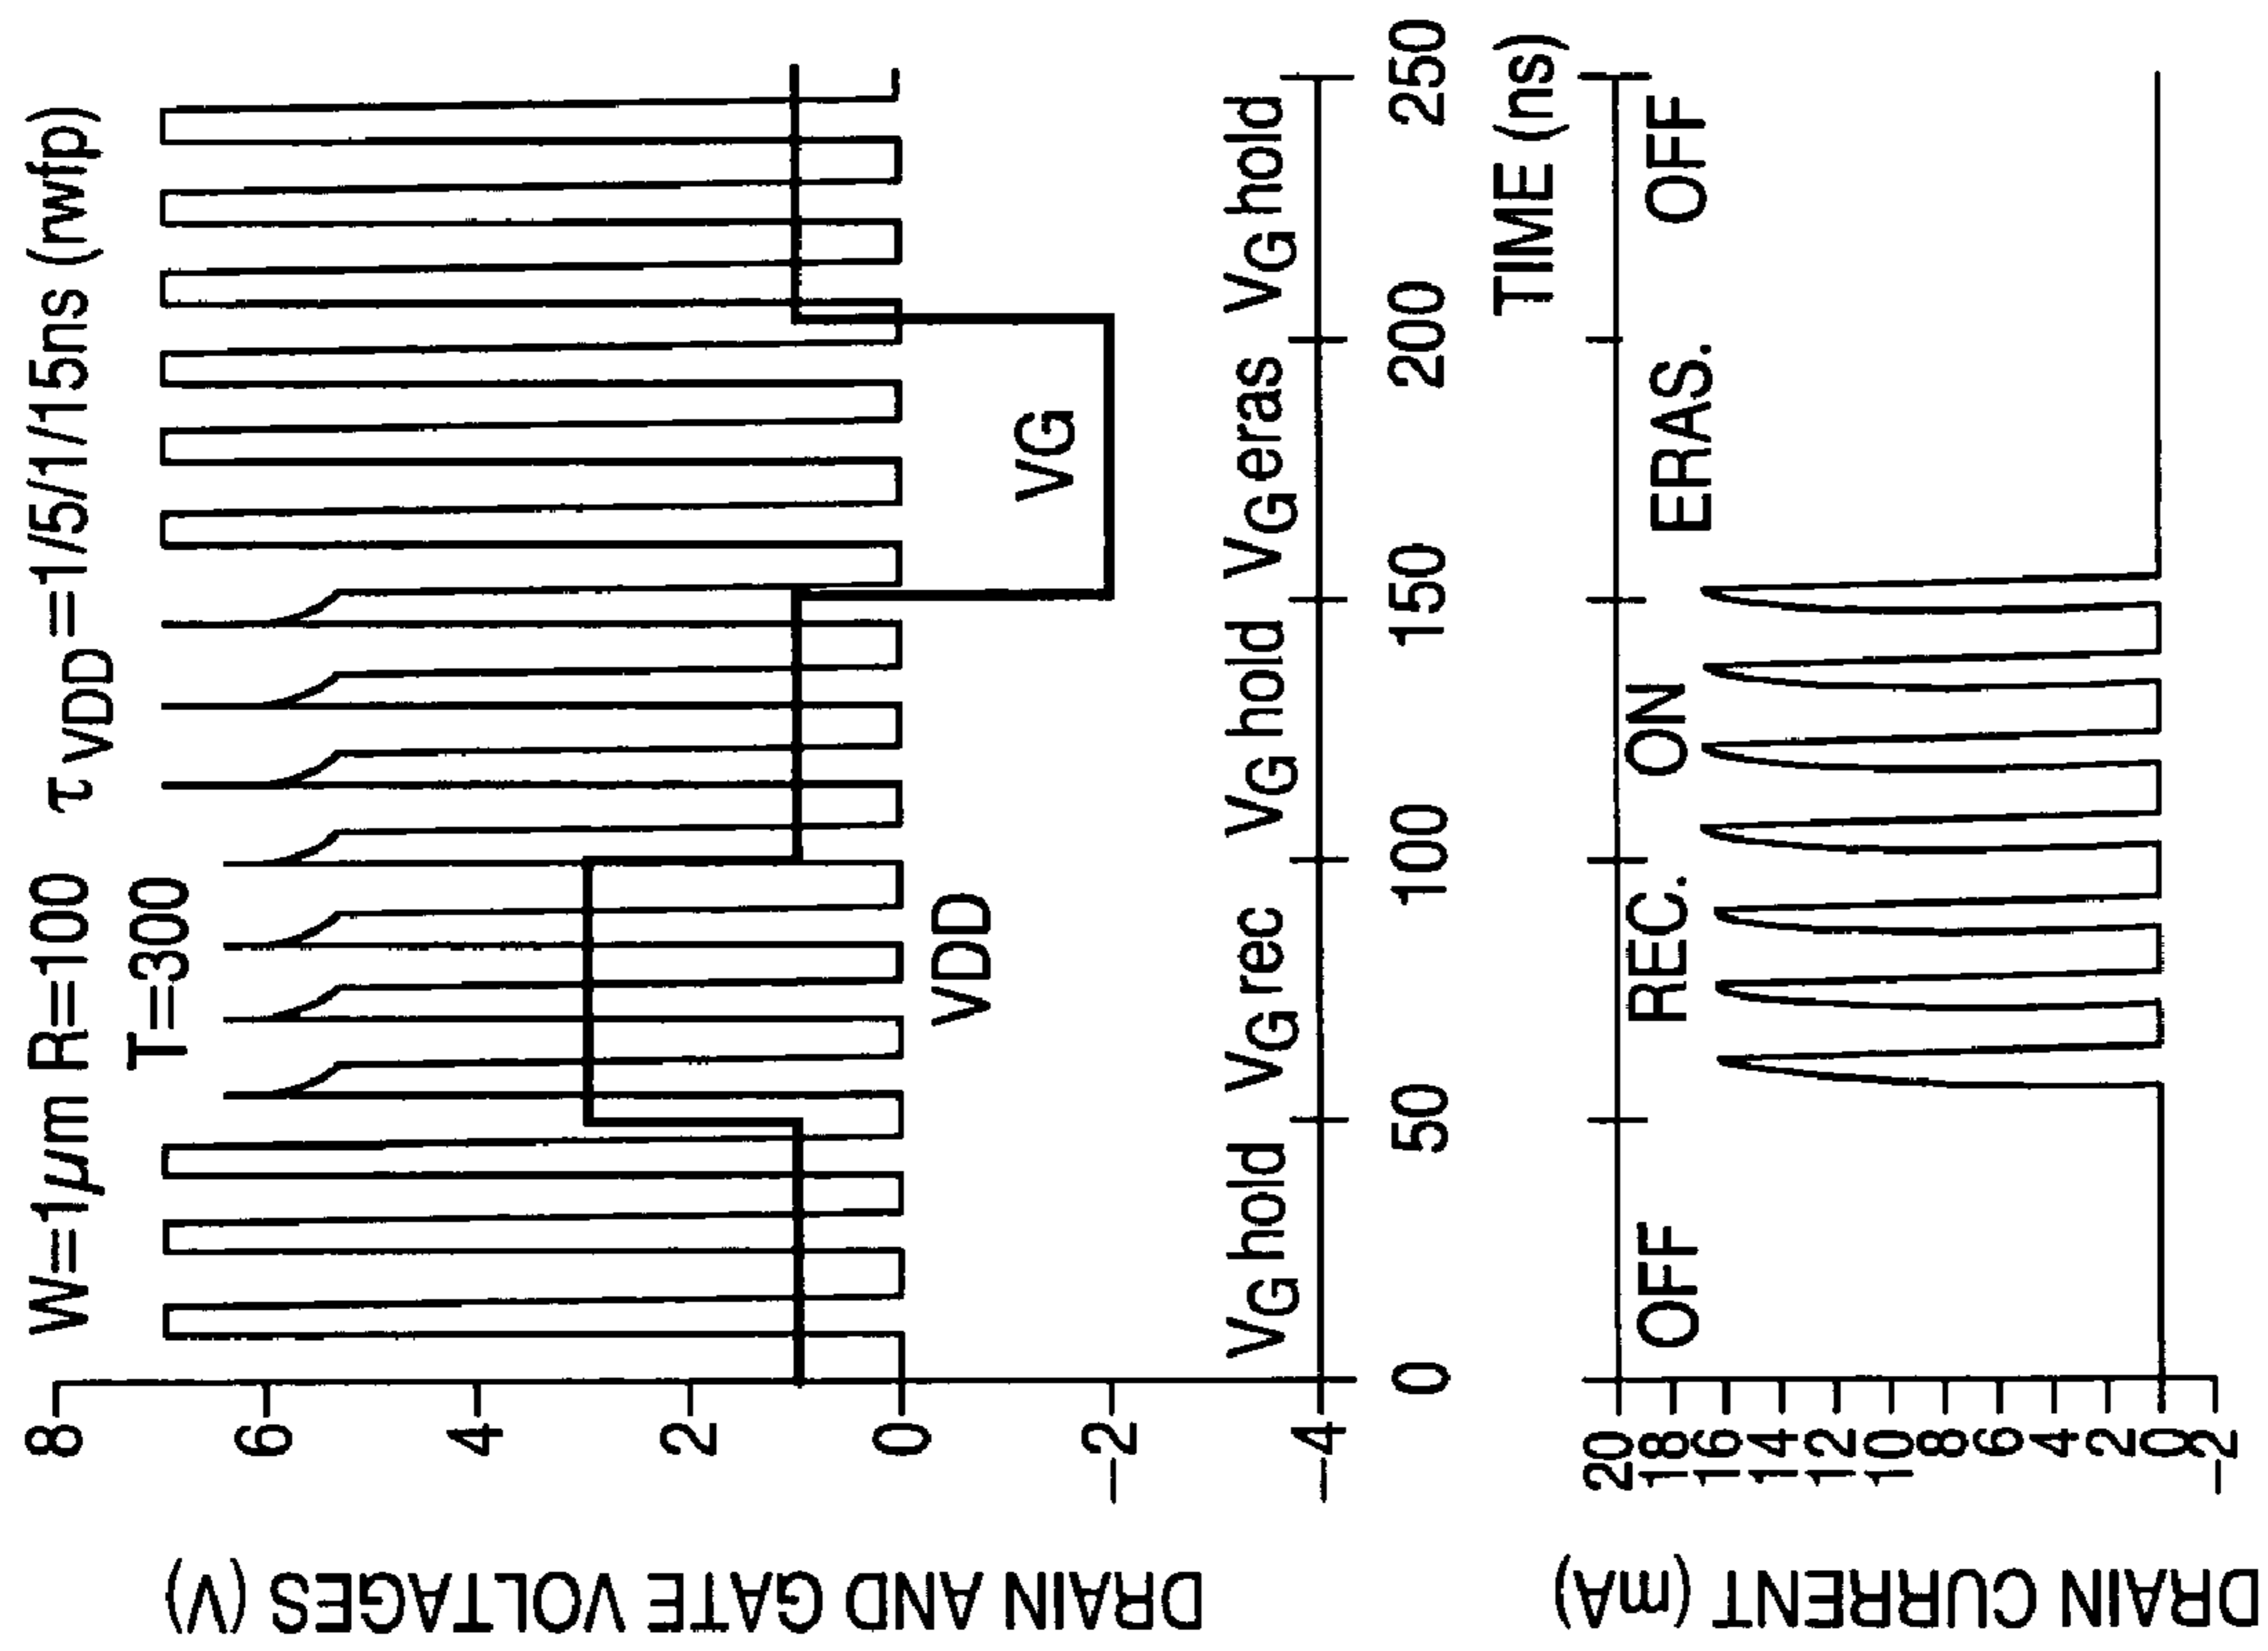 W=1μm R=100 τVDD=1/5/1/15ns (rwfp)
T=300
8
6
4
2
0
-2
-4
DRAIN AND GATE VOLTAGES (V)
VDD
VG
VG hold VG rec VG hold VG eras VG hold
0 50 100 150 200 250
TIME (ns)
20
18
16
14
12
10
8
6
4
2
0
-2
DRAIN CURRENT (mA)
OFF REC. ON ERAS. OFF